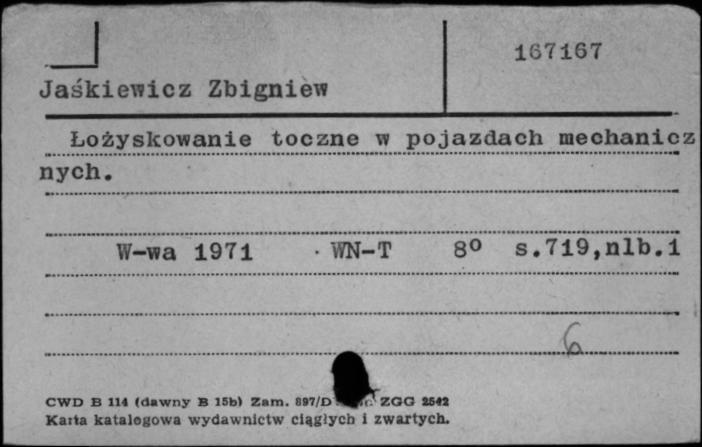 167167
Jaśkiewicz Zbigniew
Łożyskowanie toczne w pojazdach mechanicz
nych.
W-wa 1971 WN-T 8° s.719,nlb.1
6
CWD B 114 (dawny B 15b) Zam. 897/D ZGG 2542
Karta katalogowa wydawnictw ciągłych i zwartych.